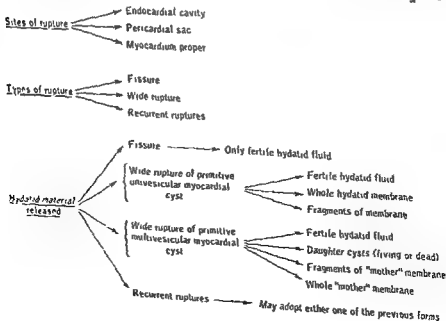 Endocardial cavity
Sites of rupture
Pericardial sac
Myocardium proper
Fissure
Types of rupture
Wide rupture
Recurrent ruptures
Fissure
Only fertile hydatid fluid
Wide rupture of primitive
univesicular myocardial
cyst
Fertile hydatid fluid
Whole hydatid membrane
Fragments of membrane
Hydatid material
released
Wide rupture of primitive
multivesicular myocardial
cyst
Fertile hydatid fluid
Daughter cysts (living or dead)
Fragments of "mother" membrane
Whole "mother" membrane
Recurrent ruptures
May adopt either one of the previous forms